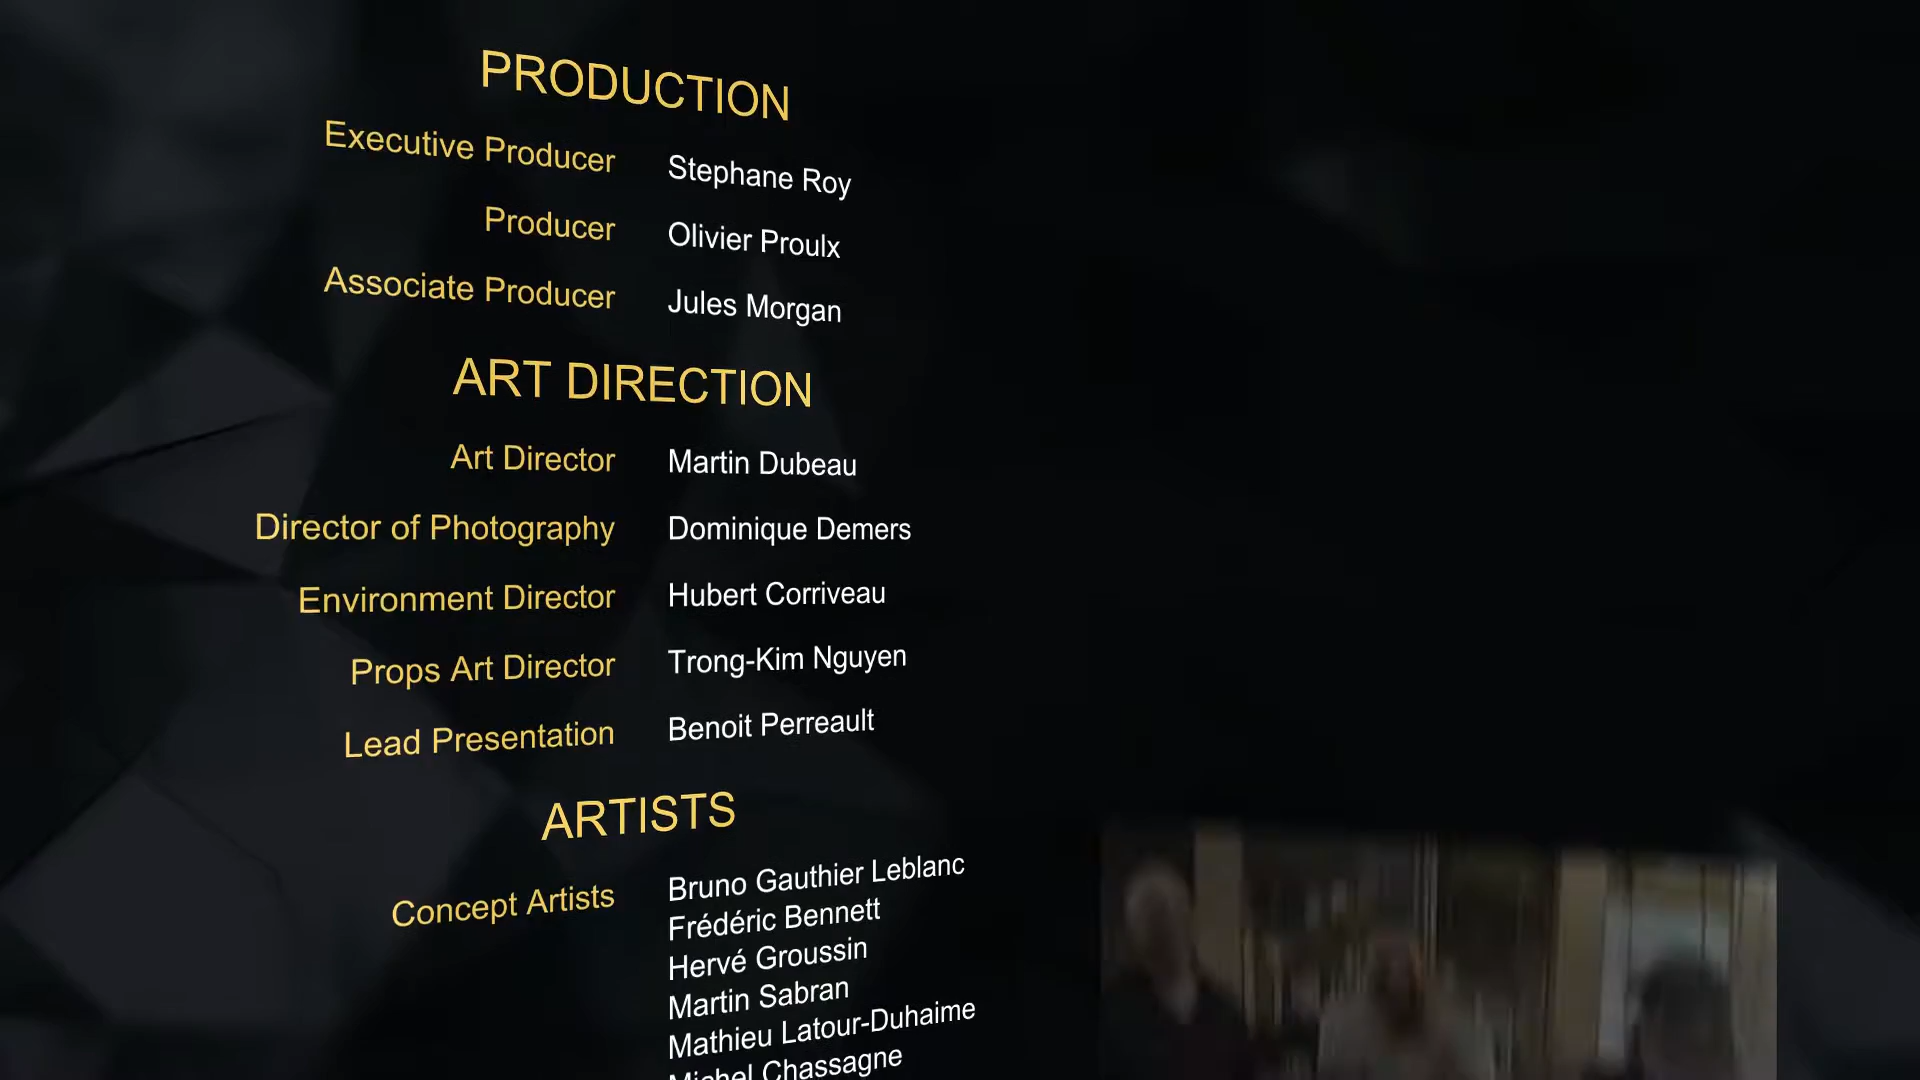 PRODUCTION
Executive Producer Stephane Roy
Producer Olivier Proulx
Associate Producer Jules Morgan
ART DIRECTION
Art Director Martin Dubeau
Director of Photography Dominique Demers
Environment Director Hubert Corriveau
Props Art Director Trong-Kim Nguyen
Lead Presentation Benoit Perreault
ARTISTS
Concept Artists Bruno Gauthier Leblanc
Frédéric Bennett
Hervé Groussin
Martin Sabran
Mathieu Latour-Duhaime
Michel Chassagne